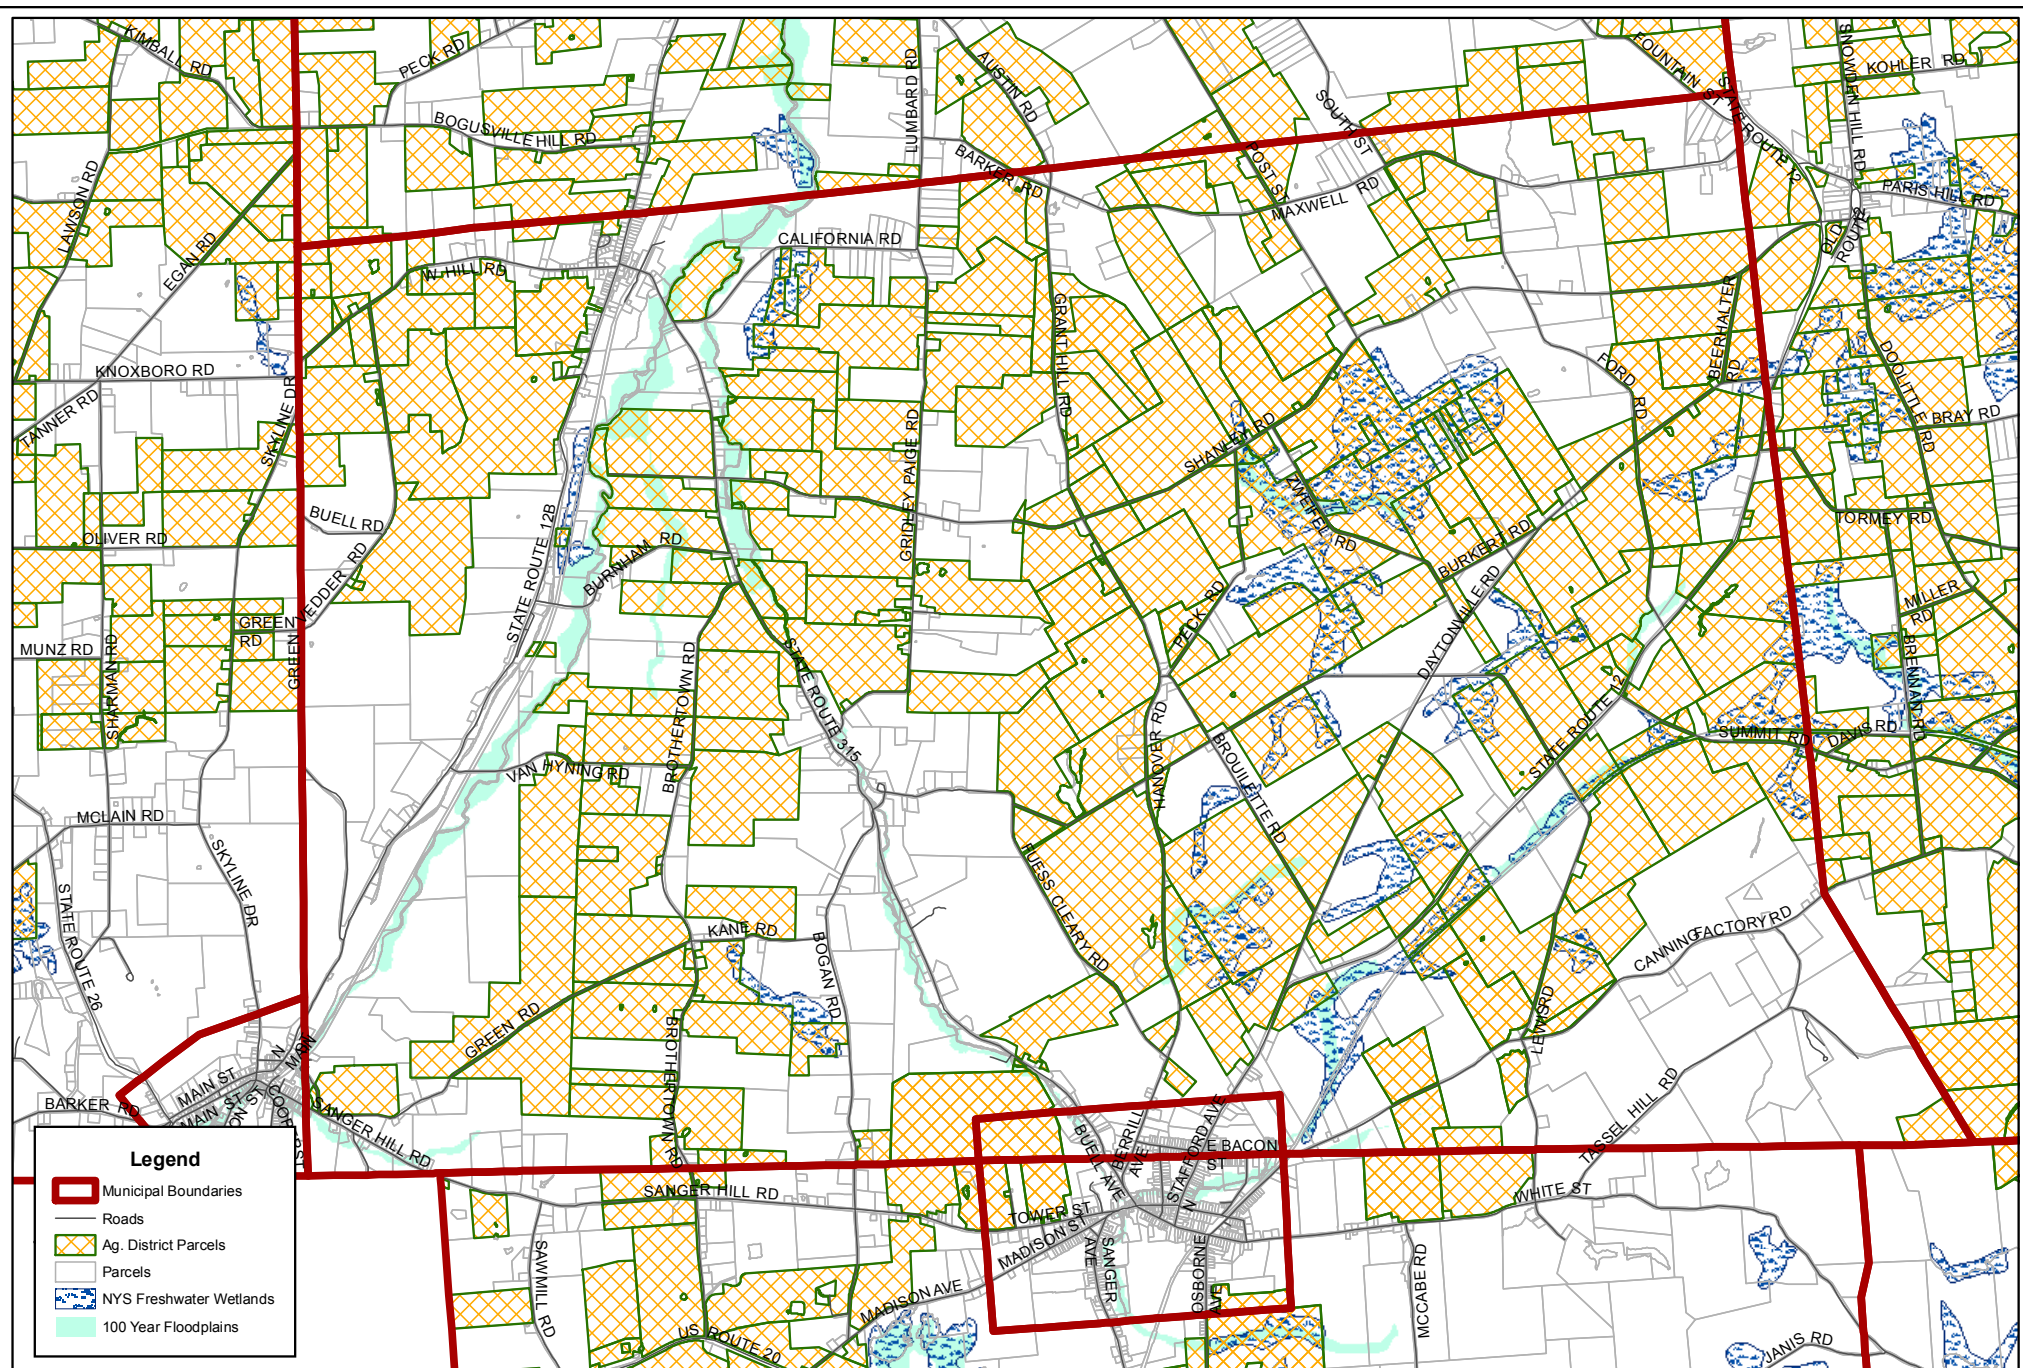 KIMBALL RD
PECK RD
BOGUSVILLE HILL RD
LUMBARD RD
AUSTIN RD
SOUTH ST
FOUNTAIN ST
STATE ROUTE 12
SNOWDEN HILL RD
KOHLER RD
LAWSON RD
BARKER RD
POST ST
MAXWELL RD
PARIS HILL RD
EGAN RD
W HILL RD
CALIFORNIA RD
OLD ROUTE 12
KNOXBORO RD
TANNER RD
SKYLINE DR
GRANT HILL RD
FORD RD
BEERHALTER RD
DOOLITTLE RD
BRAY RD
GRIDLEY PAIGE RD
SHANLEY RD
BUELL RD
OLIVER RD
STATE ROUTE 12B
BURNHAM RD
ZWEIFEL RD
BURKERT RD
TORMEY RD
VEDDER RD
GREEN RD
GREEN
MUNZ RD
SHARMAN RD
PECK RD
DAYTONVILLE RD
MILLER RD
BRENNAN RD
BROTHERTOWN RD
STATE ROUTE 315
STATE ROUTE 12
SUMMIT RD
DAVIS RD
VAN HYNING RD
HANOVER RD
BROUILETTE RD
MCLAIN RD
SKYLINE DR
STATE ROUTE 26
FUESS CLEARY RD
KANE RD
BOGAN RD
CANNING FACTORY RD
GREEN RD
BROTHERTOWN RD
LEWIS RD
TASSEL HILL RD
N MAIN
MAIN ST
MAIN ST
BARKER RD
SANGER HILL RD
BUELL AVE
BERRILL AVE
N STAFFORD AVE
E BACON ST
SANGER HILL RD
TOWER ST
MADISON ST
WHITE ST
SANGER AVE
OSBORNE AVE
MCCABE RD
SAWMILL RD
MADISON AVE
US ROUTE 20
JANIS RD
Legend
Municipal Boundaries
Roads
Ag. District Parcels
Parcels
NYS Freshwater Wetlands
100 Year Floodplains